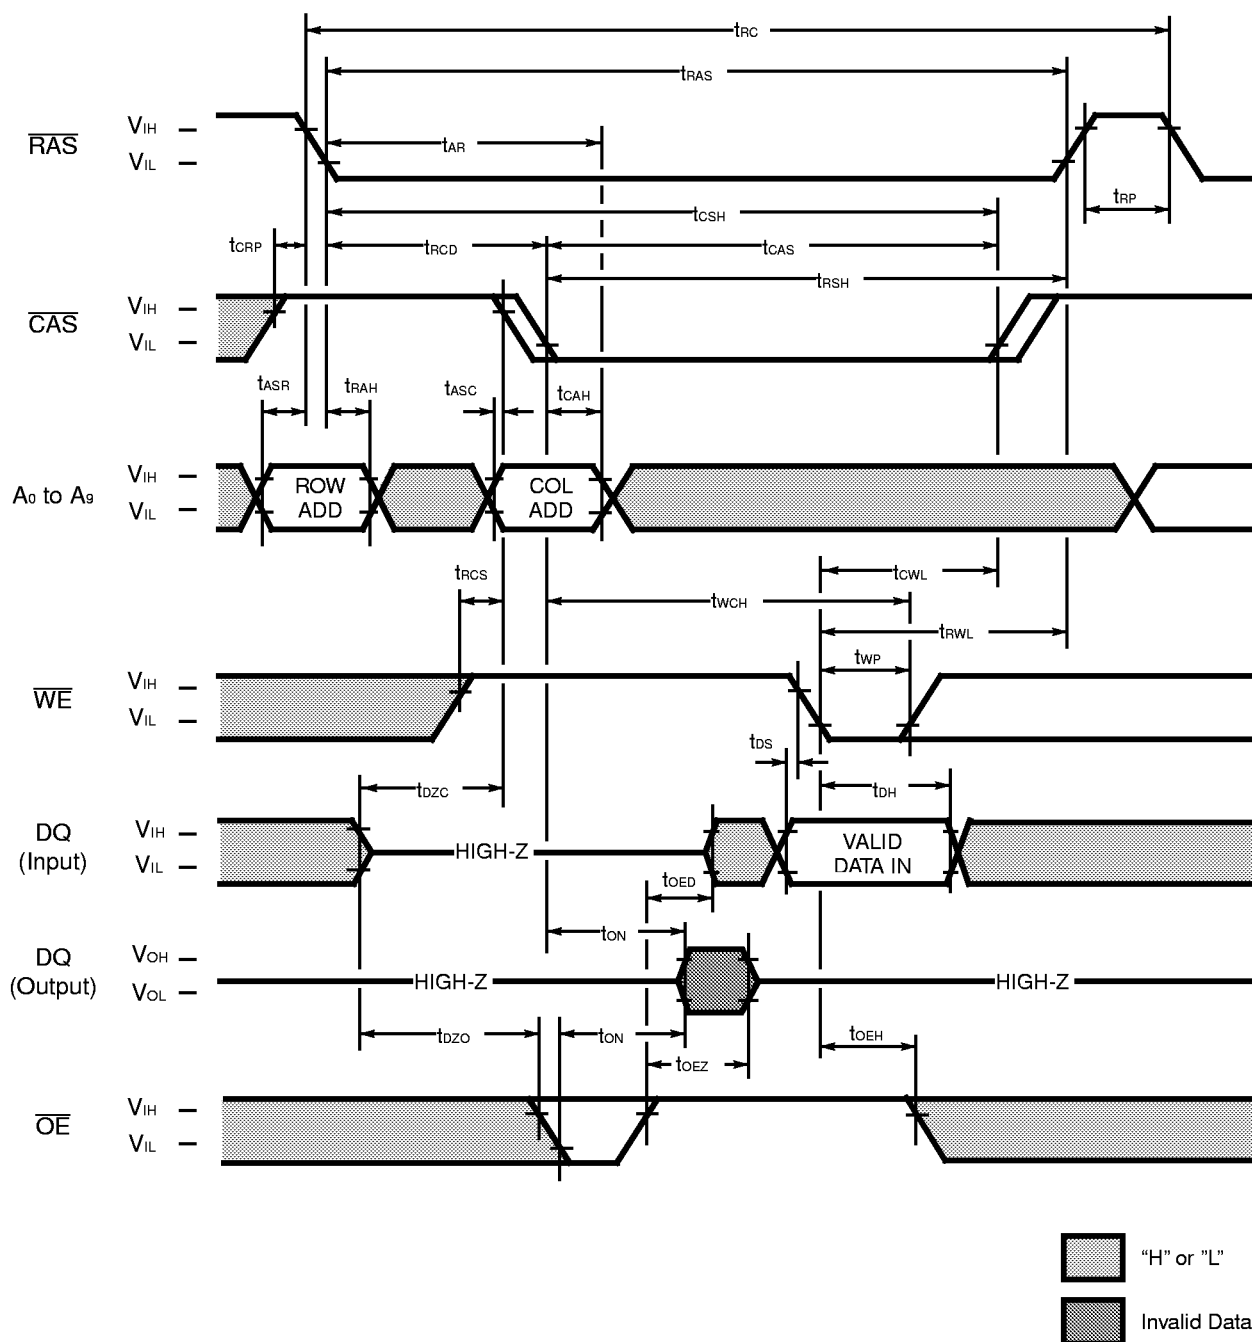 tRC
tRAS
RAS
VIH
VIL
tAR
tRP
tCSH
tCRP
tRCD
tCAS
tRSH
CAS
VIH
VIL
tASR
tRAH
tASC
tCAH
A0 to A9
VIH
VIL
ROW
ADD
COL
ADD
tRCS
tCWL
tWCH
tRWL
tWP
WE
VIH
VIL
tDS
tDZC
tDH
DQ
(Input)
VIH
VIL
HIGH-Z
VALID
DATA IN
tOED
tON
DQ
(Output)
VOH
VOL
HIGH-Z
HIGH-Z
tDZO
tON
tOEZ
tOEH
OE
VIH
VIL
“H” or ”L”
Invalid Data